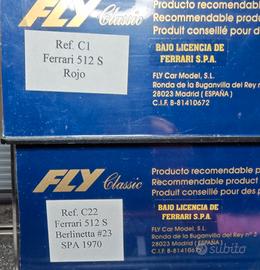 FLY Classic
Ref. C1
Ferrari 512 S
Rojo
Producto recomendable
Recommendable product
Produit conseillé pour d
BAJO LICENCIA DE
FERRARI S.P.A.
FLY Car Model, S.L.
Ronda de la Buganvilla del Rey n
28023 Madrid ( ESPAÑA )
C.I.F. B-81410672
FLY Classic
Ref. C22
Ferrari 512 S
Berlinetta #23
SPA 1970
Producto recomendable
Recommendable product
Produit conseillé pour des
BAJO LICENCIA DE
FERRARI S.P.A.
FLY Car Model, S.L.
Ronda de la Buganvilla del Rey
28023 Madrid ( ESPAÑA )
subito